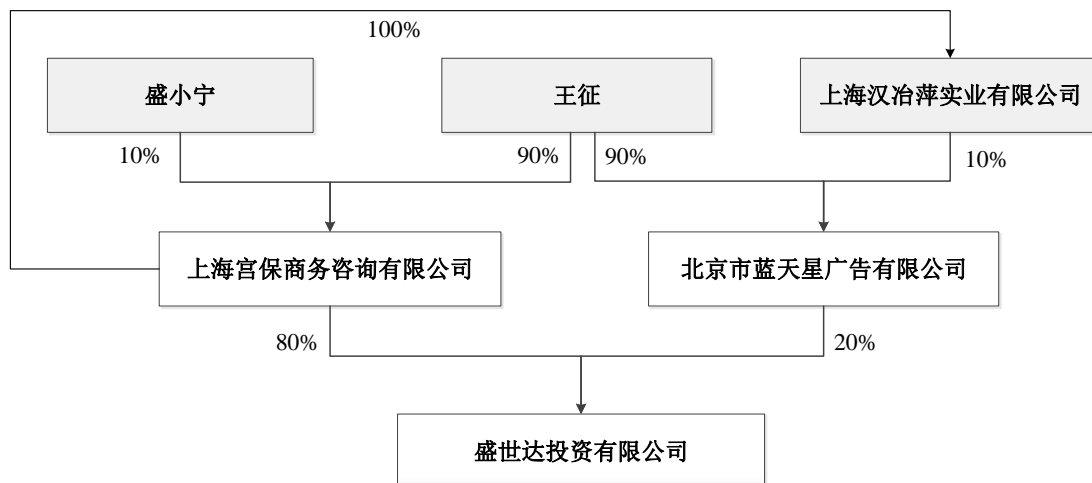 100%
盛小宁
王征
上海汉冶萍实业有限公司
10%
90%
90%
10%
上海宫保商务咨询有限公司
北京市蓝天星广告有限公司
80%
20%
盛世达投资有限公司